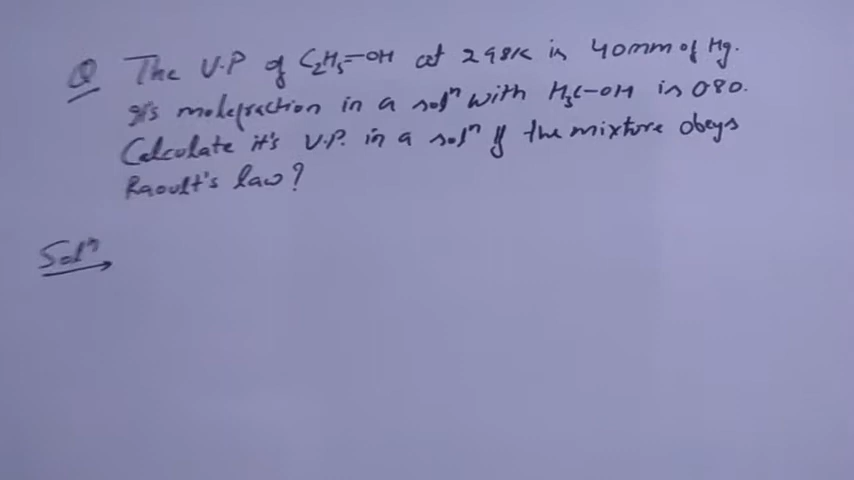 Q The V.P of C₂H₅-OH at 298K is 40mm of Hg.
It's molefraction in a solⁿ with H₃C-OH is 0.80.
Calculate it's V.P. in a solⁿ If the mixture obeys
Raoult's law?
Solⁿ